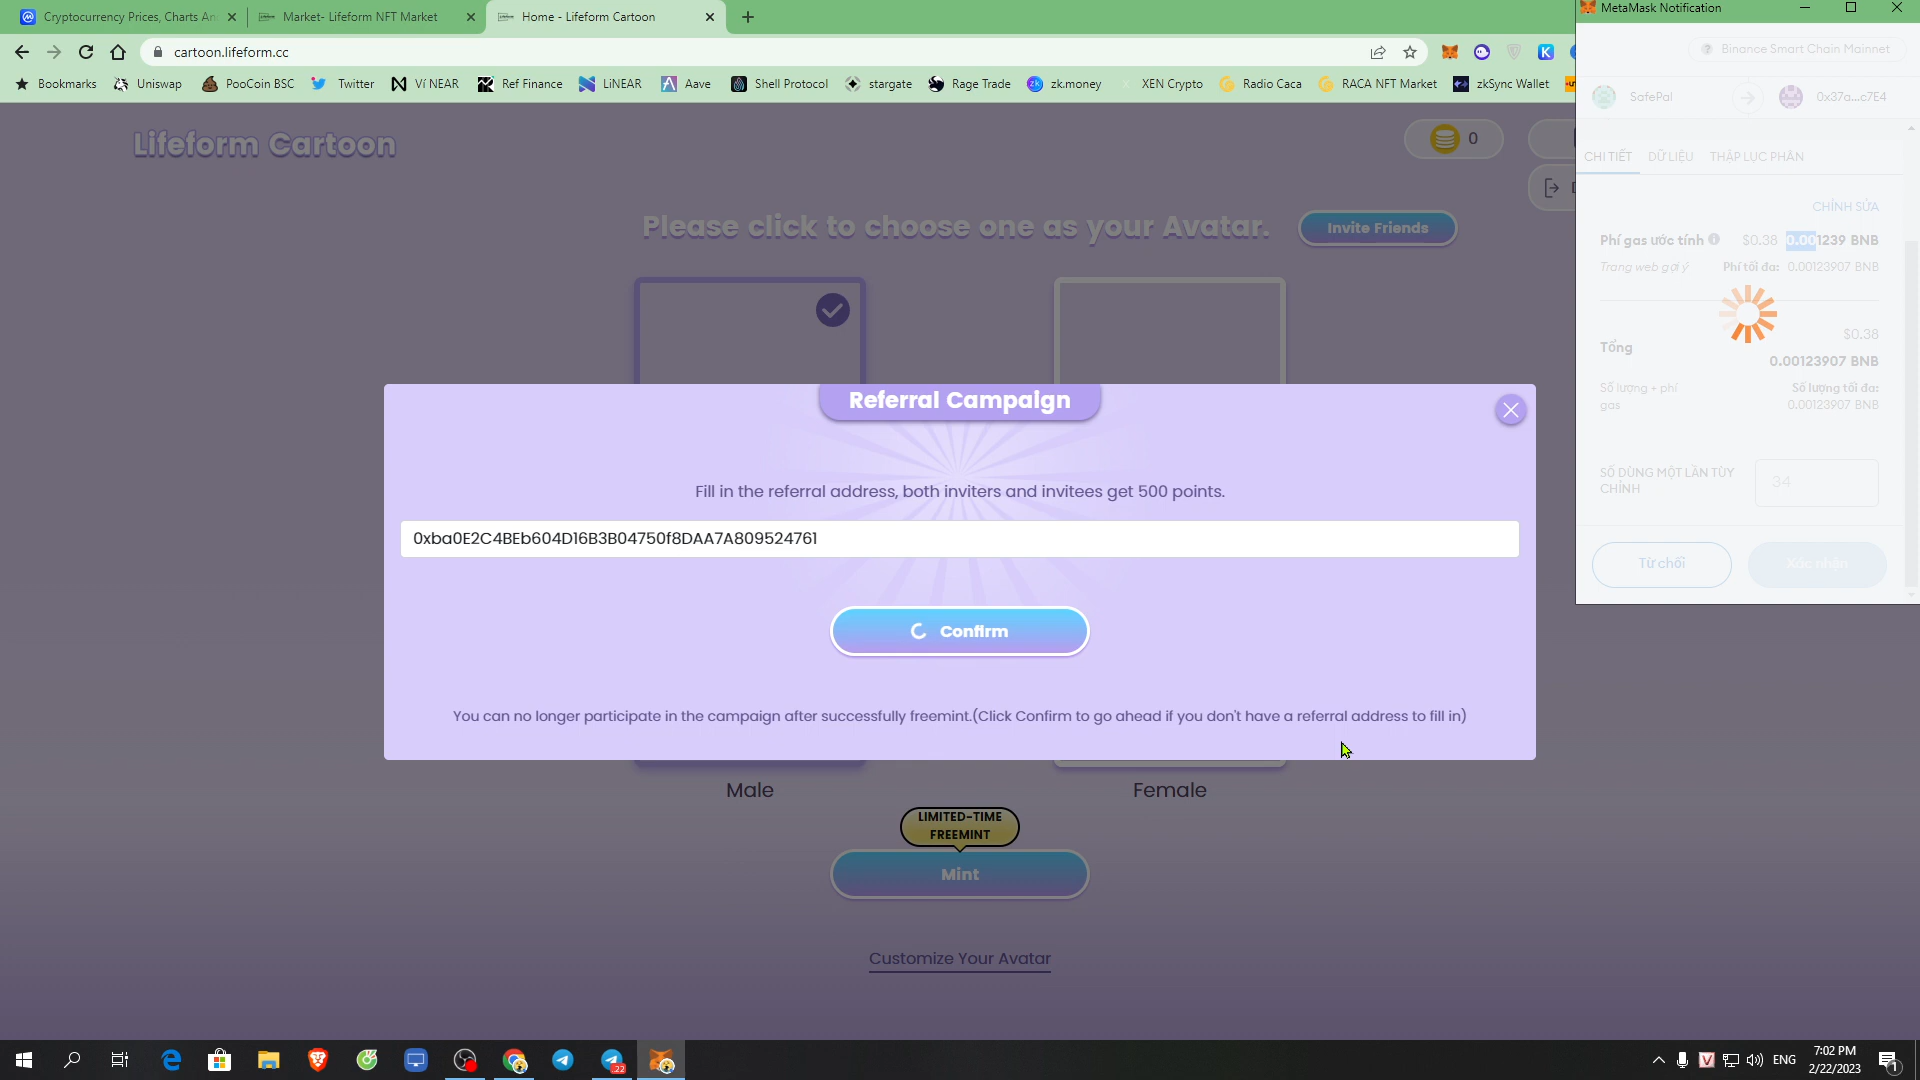 Cryptocurrency Prices, Charts An
Market- Lifeform NFT Market
Home - Lifeform Cartoon
cartoon.lifeform.cc
Bookmarks
Uniswap
PooCoin BSC
Twitter
Ví NEAR
Ref Finance
LiNEAR
Aave
Shell Protocol
stargate
Rage Trade
zk.money
XEN Crypto
Radio Caca
RACA NFT Market
zkSync Wallet
Lifeform Cartoon
0
Please click to choose one as your Avatar.
Invite Friends
Referral Campaign
Fill in the referral address, both inviters and invitees get 500 points.
0xba0E2C4BEb604D16B3B04750f8DAA7A809524761
Confirm
You can no longer participate in the campaign after successfully freemint.(Click Confirm to go ahead if you don't have a referral address to fill in)
Male
Female
LIMITED-TIME
FREEMINT
Mint
Customize Your Avatar
MetaMask Notification
Binance Smart Chain Mainnet
SafePal
0x37a...c7E4
CHI TIẾT
DỮ LIỆU
THẬP LỤC PHÂN
CHỈNH SỬA
Phí gas ước tính
$0.38
0.001239 BNB
Trang web gợi ý
Phí tối đa: 0.00123907 BNB
$0.38
Tổng
0.00123907 BNB
Số lượng + phí
gas
Số lượng tối đa:
0.00123907 BNB
SỐ DÙNG MỘT LẦN TÙY
CHỈNH
34
Từ chối
Xác nhận
22
ENG
7:02 PM
2/22/2023
1